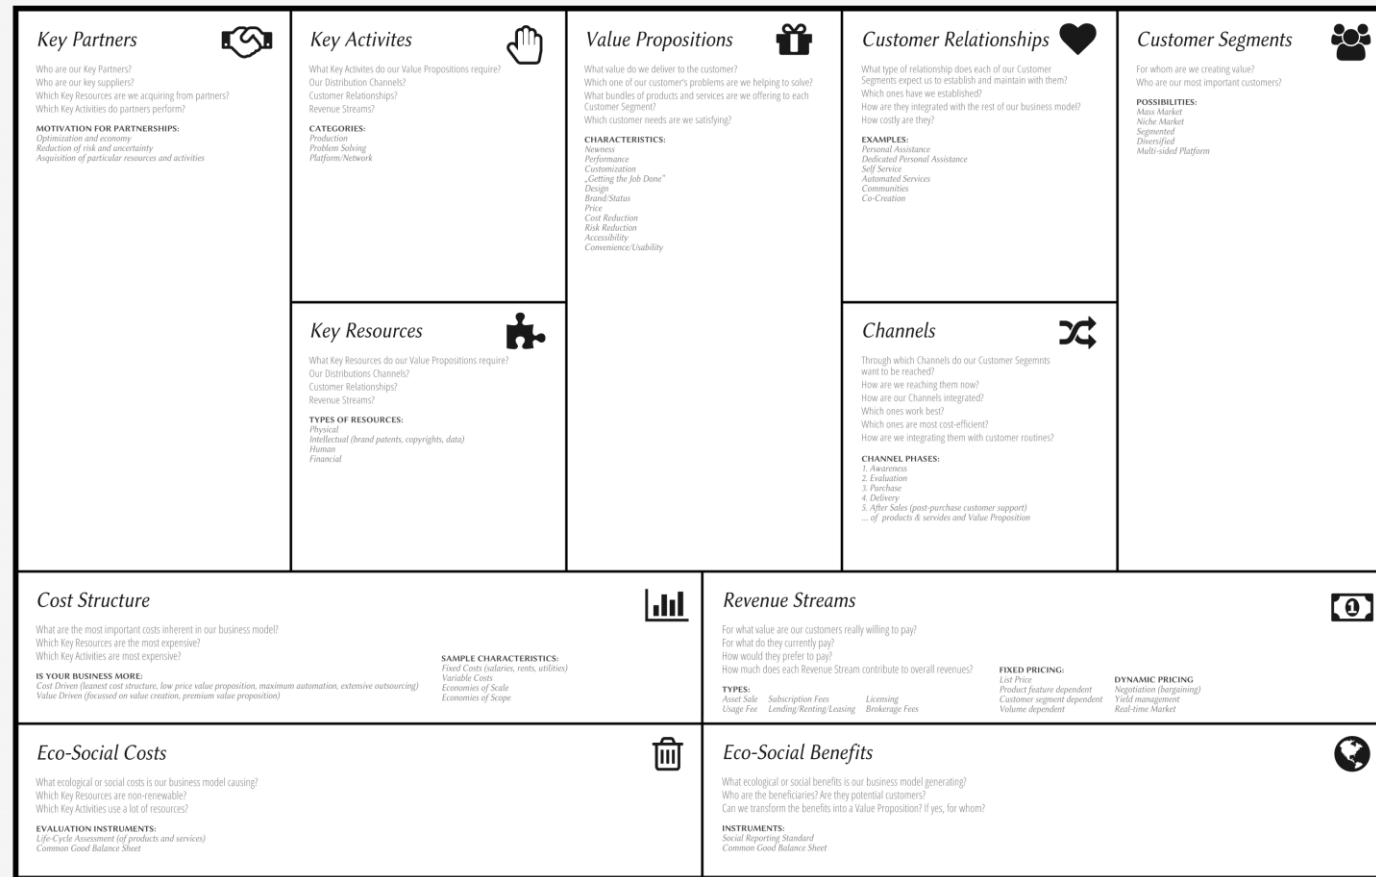 Key Partners
Who are our Key Partners?
Who are our key suppliers?
Which Key Resources are we acquiring from partners?
Which Key Activities do partners perform?
MOTIVATION FOR PARTNERSHIPS:
Optimization and economy
Reduction of risk and uncertainty
Asquisition of particular resources and activities
Key Activites
What Key Activites do our Value Propositions require?
Our Distribution Channels?
Customer Relationships?
Revenue Streams?
CATEGORIES:
Production
Problem Solving
Platform/Network
Key Resources
What Key Resources do our Value Propositions require?
Our Distributions Channels?
Customer Relationships?
Revenue Streams?
TYPES OF RESOURCES:
Physical
Intellectual (brand patents, copyrights, data)
Human
Financial
Value Propositions
What value do we deliver to the customer?
Which one of our customer's problems are we helping to solve?
What bundles of products and services are we offering to each
Customer Segment?
Which customer needs are we satisfying?
CHARACTERISTICS:
Newness
Performance
Customization
„Getting the Job Done"
Design
Brand/Status
Price
Cost Reduction
Risk Reduction
Accessibility
Convenience/Usability
Customer Relationships
What type of relationship does each of our Customer
Segments expect us to establish and maintain with them?
Which ones have we established?
How are they integrated with the rest of our business model?
How costly are they?
EXAMPLES:
Personal Assistance
Dedicated Personal Assistance
Self Service
Automated Services
Communities
Co-Creation
Channels
Through which Channels do our Customer Segemnts
want to be reached?
How are we reaching them now?
How are our Channels integrated?
Which ones work best?
Which ones are most cost-efficient?
How are we integrating them with customer routines?
CHANNEL PHASES:
1. Awareness
2. Evaluation
3. Purchase
4. Delivery
5. After Sales (post-purchase customer support)
... of products & servides and Value Proposition
Customer Segments
For whom are we creating value?
Who are our most important customers?
POSSIBILITIES:
Mass Market
Niche Market
Segmented
Diversified
Multi-sided Platform
Cost Structure
What are the most important costs inherent in our business model?
Which Key Resources are the most expensive?
Which Key Activities are most expensive?
IS YOUR BUSINESS MORE:
Cost Driven (leanest cost structure, low price value proposition, maximum automation, extensive outsourcing)
Value Driven (focussed on value creation, premium value proposition)
SAMPLE CHARACTERISTICS:
Fixed Costs (salaries, rents, utilities)
Variable Costs
Economies of Scale
Economies of Scope
Revenue Streams
For what value are our customers really willing to pay?
For what do they currently pay?
How would they prefer to pay?
How much does each Revenue Stream contribute to overall revenues?
TYPES:
Asset Sale Subscription Fees Licensing
Usage Fee Lending/Renting/Leasing Brokerage Fees
FIXED PRICING:
List Price
Product feature dependent
Customer segment dependent
Volume dependent
DYNAMIC PRICING
Negotiation (bargaining)
Yield management
Real-time Market
1
Eco-Social Costs
What ecological or social costs is our business model causing?
Which Key Resources are non-renewable?
Which Key Activities use a lot of resources?
EVALUATION INSTRUMENTS:
Life-Cycle Assessment (of products and services)
Common Good Balance Sheet
Eco-Social Benefits
What ecological or social benefits is our business model generating?
Who are the beneficiaries? Are they potential customers?
Can we transform the benefits into a Value Proposition? If yes, for whom?
INSTRUMENTS:
Social Reporting Standard
Common Good Balance Sheet